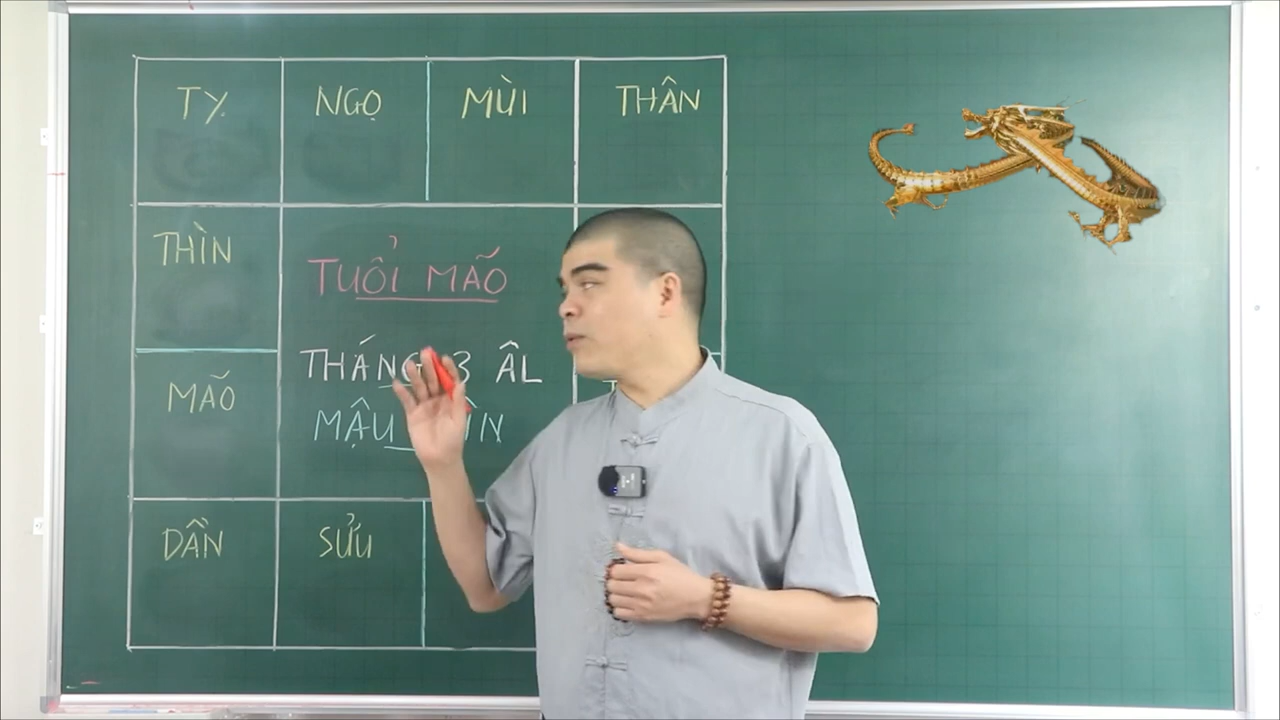 TỴ NGỌ MÙI THÂN
THÌN
TUỔI MÃO
THÁNG 3 ÂL
MÃO
MẬU
DẦN SỬU